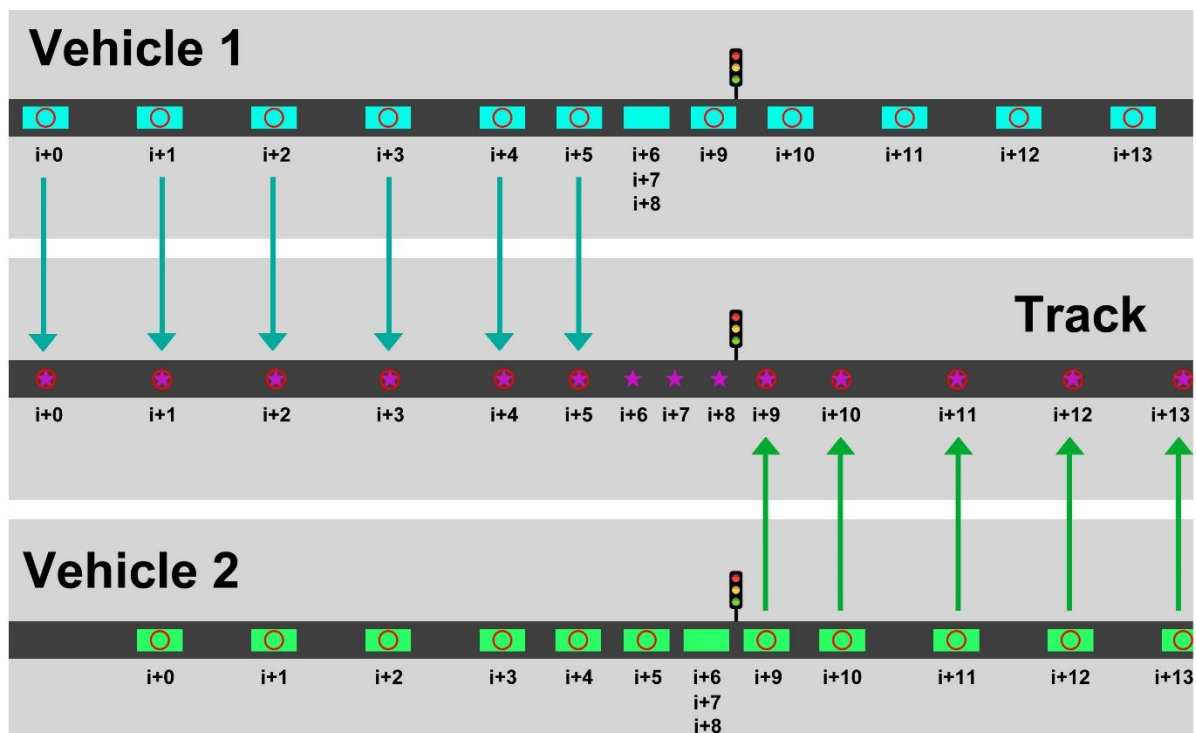 Vehicle 1
i+0 i+1 i+2 i+3 i+4 i+5 i+6 i+9 i+10 i+11 i+12 i+13
i+7
i+8
Track
i+0 i+1 i+2 i+3 i+4 i+5 i+6 i+7 i+8 i+9 i+10 i+11 i+12 i+13
Vehicle 2
i+0 i+1 i+2 i+3 i+4 i+5 i+6 i+9 i+10 i+11 i+12 i+13
i+7
i+8